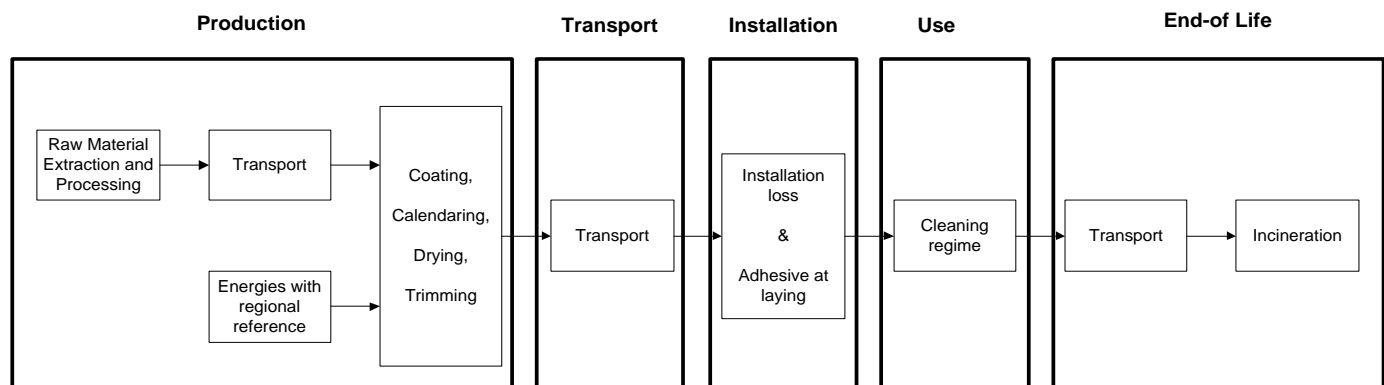 Production
Transport
Installation
Use
End-of Life
Raw Material
Extraction and
Processing
Transport
Energies with
regional
reference
Coating,
Calendaring,
Drying,
Trimming
Transport
Installation
loss
&
Adhesive at
laying
Cleaning
regime
Transport
Incineration